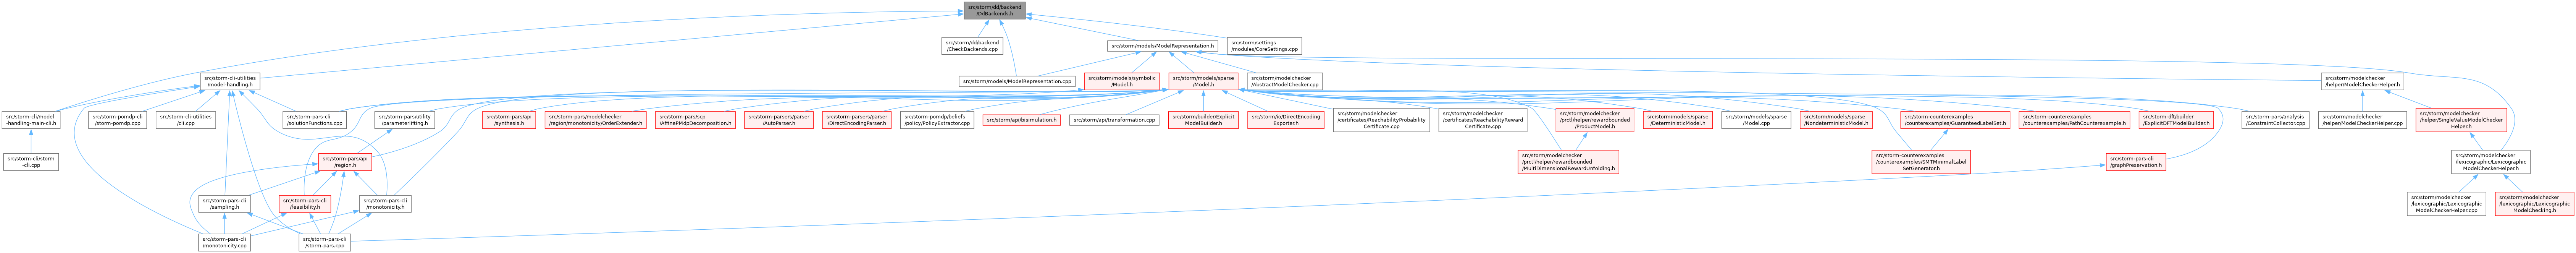 src/storm/dd/backend
/DdBackends.h
src/storm/dd/backend
/CheckBackends.cpp
src/storm/models/ModelRepresentation.h
src/storm/settings
/modules/CoreSettings.cpp
src/storm-cli-utilities
/model-handling.h
src/storm/models/ModelRepresentation.cpp
src/storm/models/symbolic
/Model.h
src/storm/models/sparse
/Model.h
src/storm/modelchecker
/AbstractModelChecker.cpp
src/storm/modelchecker
/helper/ModelCheckerHelper.h
src/storm-cli/model
-handling-main-cli.h
src/storm-pomdp-cli
/storm-pomdp.cpp
src/storm-cli-utilities
/cli.cpp
src/storm-pars-cli
/solutionFunctions.cpp
src/storm-pars/utility
/parameterlifting.h
src/storm-pars/api
/synthesis.h
src/storm-pars/modelchecker
/region/monotonicity/OrderExtender.h
src/storm-pars/scp
/AffinePMdpDecomposition.h
src/storm-parsers/parser
/AutoParser.h
src/storm-parsers/parser
/DirectEncodingParser.h
src/storm-pomdp/beliefs
/policy/PolicyExtractor.cpp
src/storm/api/bisimulation.h
src/storm/api/transformation.cpp
src/storm/builder/Explicit
ModelBuilder.h
src/storm/io/DirectEncoding
Exporter.h
src/storm/modelchecker
/certificates/ReachabilityProbability
Certificate.cpp
src/storm/modelchecker
/certificates/ReachabilityReward
Certificate.cpp
src/storm/modelchecker
/prctl/helper/rewardbounded
/ProductModel.h
src/storm/models/sparse
/DeterministicModel.h
src/storm/models/sparse
/Model.cpp
src/storm/models/sparse
/NondeterministicModel.h
src/storm-counterexamples
/counterexamples/GuaranteedLabelSet.h
src/storm-counterexamples
/counterexamples/PathCounterexample.h
src/storm-dft/builder
/ExplicitDFTModelBuilder.h
src/storm-pars/analysis
/ConstraintCollector.cpp
src/storm/modelchecker
/helper/ModelCheckerHelper.cpp
src/storm/modelchecker
/helper/SingleValueModelChecker
Helper.h
src/storm-cli/storm
-cli.cpp
src/storm-pars/api
/region.h
src/storm/modelchecker
/prctl/helper/rewardbounded
/MultiDimensionalRewardUnfolding.h
src/storm-counterexamples
/counterexamples/SMTMinimalLabel
SetGenerator.h
src/storm-pars-cli
/graphPreservation.h
src/storm/modelchecker
/lexicographic/Lexicographic
ModelCheckerHelper.h
src/storm-pars-cli
/sampling.h
src/storm-pars-cli
/feasibility.h
src/storm-pars-cli
/monotonicity.h
src/storm/modelchecker
/lexicographic/Lexicographic
ModelCheckerHelper.cpp
src/storm/modelchecker
/lexicographic/Lexicographic
ModelChecking.h
src/storm-pars-cli
/monotonicity.cpp
src/storm-pars-cli
/storm-pars.cpp